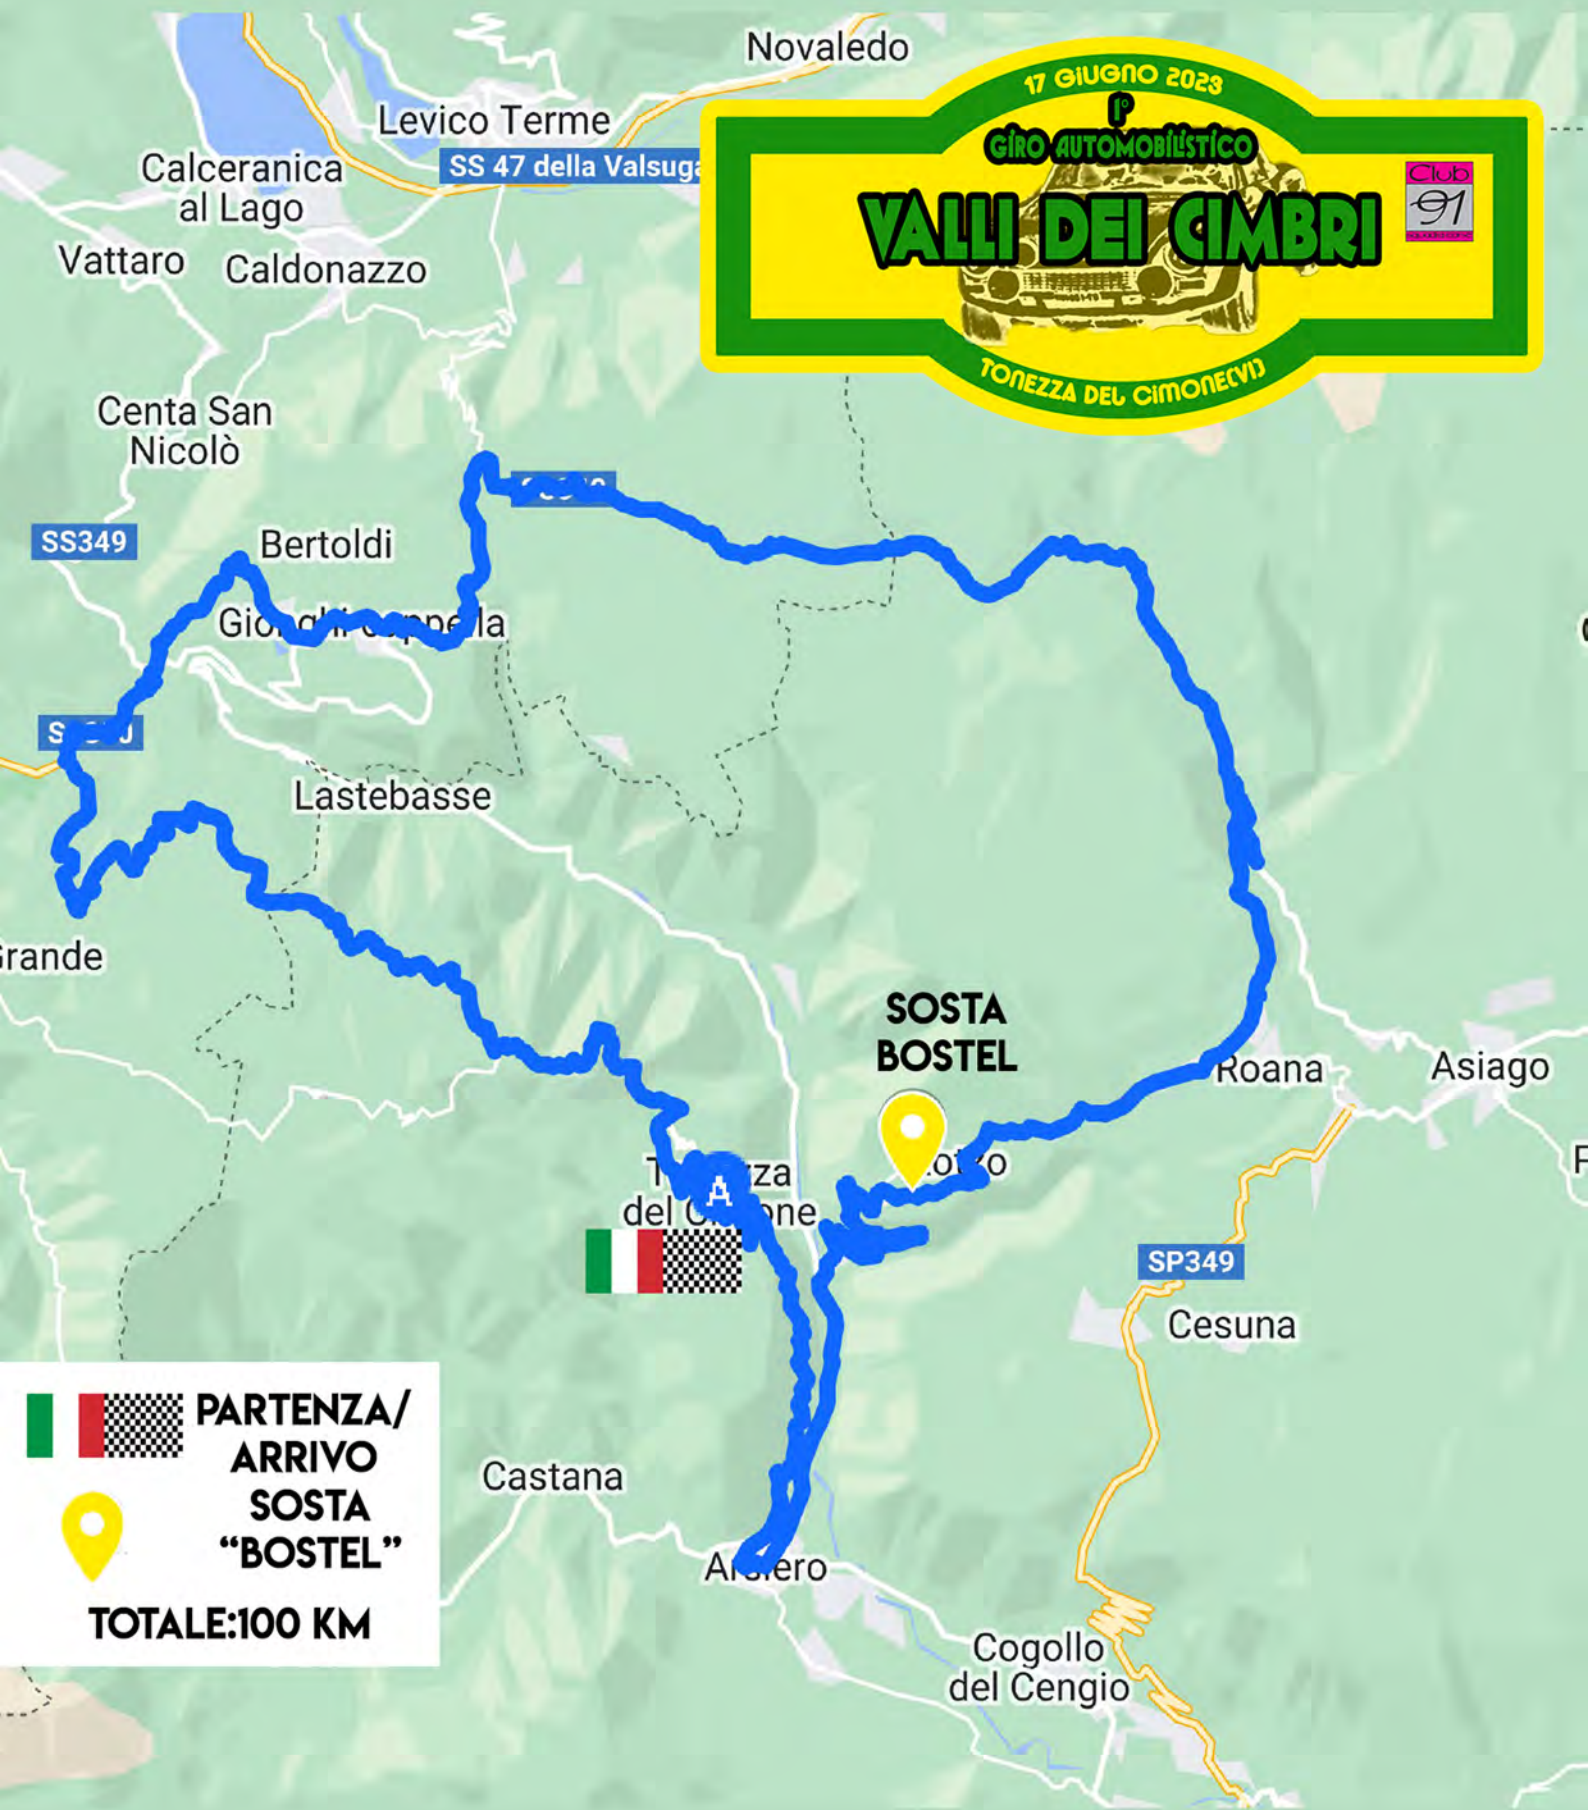 Novaledo
17 GIUGNO 2023
1°
GIRO AUTOMOBILISTICO
VALLI DEI CIMBRI
Club
91
TONEZZA DEL CIMONE(VI)
Levico Terme
SS 47 della Valsuga
Calceranica
al Lago
Vattaro
Caldonazzo
Centa San
Nicolò
SS349
Bertoldi
Lastebasse
Grande
SOSTA
BOSTEL
Roana
Asiago
del
SP349
Cesuna
PARTENZA/
ARRIVO
SOSTA
“BOSTEL”
TOTALE:100 KM
Castana
Arsiero
Cogollo
del Cengio